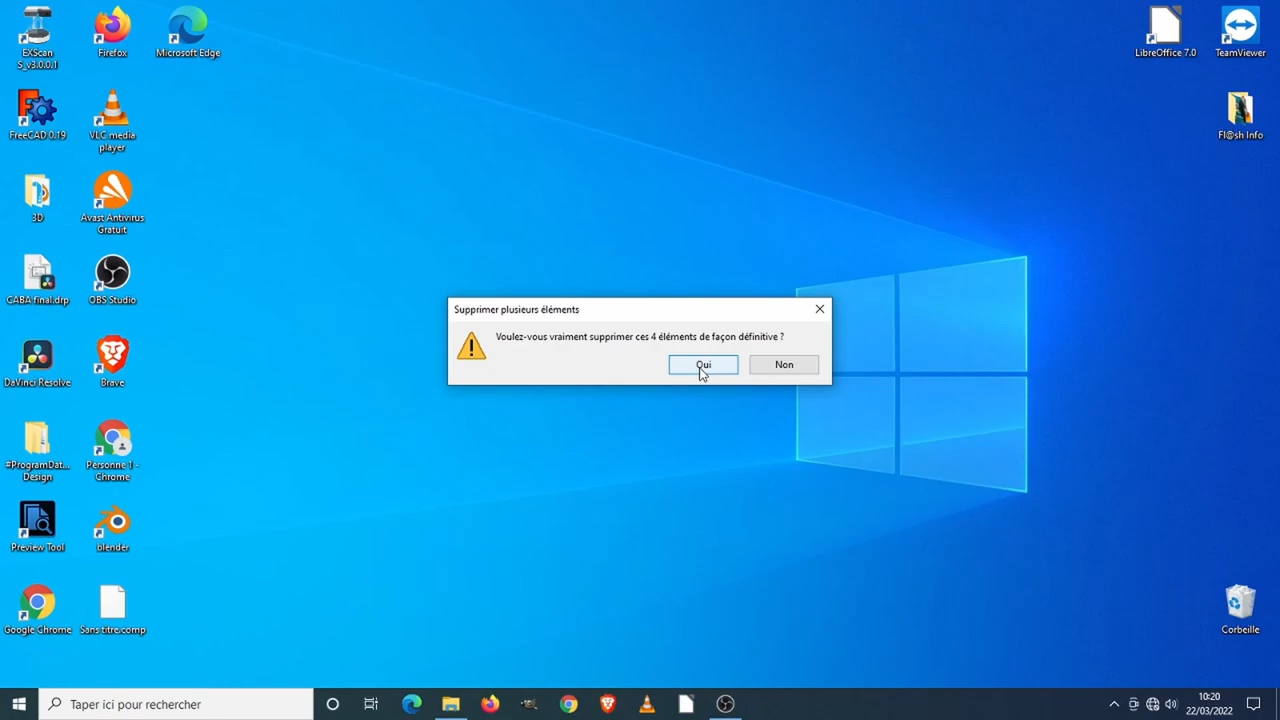 EXScan
S_v3.0.0.1
Firefox
Microsoft Edge
LibreOffice 7.0
TeamViewer
FreeCAD 0.19
VLC media
player
Fl@sh Info
3D
Avast Antivirus
Gratuit
CABA final.drp
OBS Studio
Supprimer plusieurs éléments
Voulez-vous vraiment supprimer ces 4 éléments de façon définitive ?
Oui
Non
DaVinci Resolve
Brave
#ProgramDat...
Design
Personne 1 -
Chrome
Preview Tool
blender
Google Chrome
Sans titre.comp
Corbeille
Taper ici pour rechercher
10:20
22/03/2022